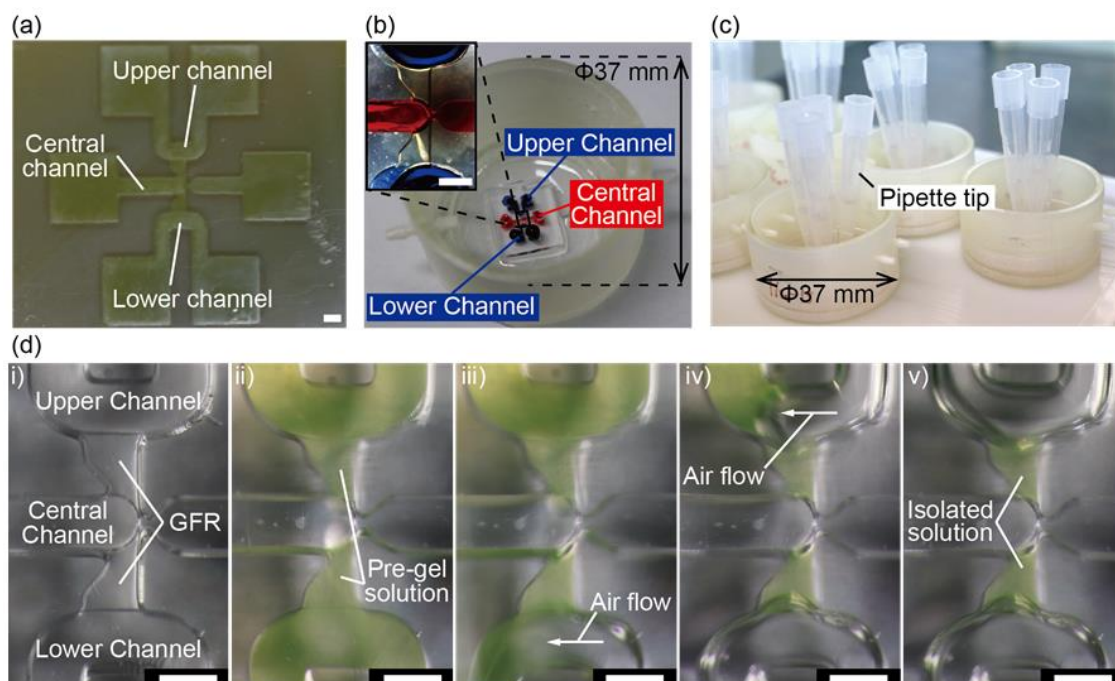 (a)
Upper channel
Central
channel
Lower channel
(b)
Φ37 mm
Upper Channel
Central
Channel
Lower Channel
(c)
Pipette tip
Φ37 mm
(d)
i)
Upper Channel
Central
Channel
GFR
Lower Channel
ii)
Pre-gel
solution
iii)
Air flow
iv)
Air flow
v)
Isolated
solution